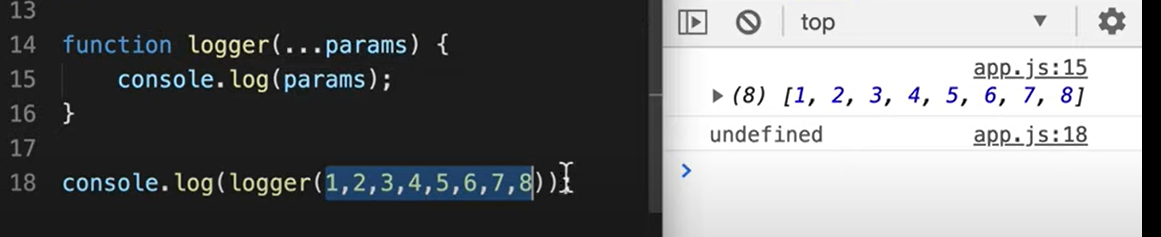 13
14 function logger(...params) {
15 console.log(params);
16 }
17
18 console.log(logger(1,2,3,4,5,6,7,8));
top
app.js:15
(8) [1, 2, 3, 4, 5, 6, 7, 8]
undefined app.js:18